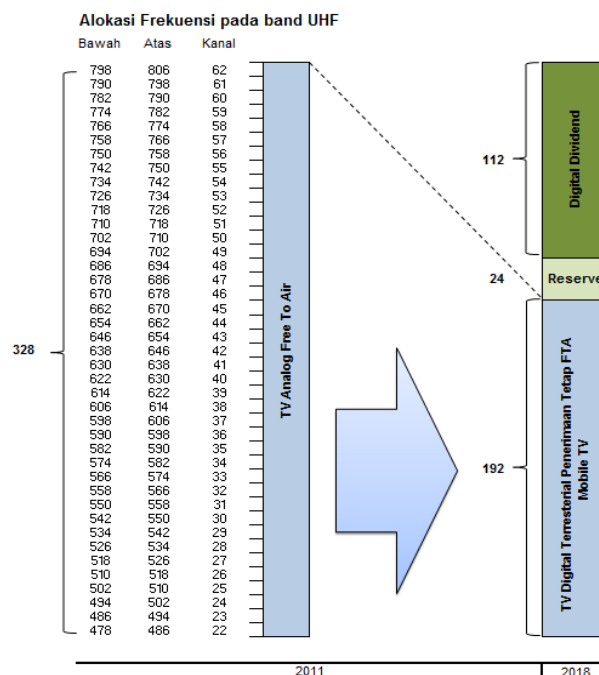 Alokasi Frekuensi pada band UHF
Bawah Atas Kanal
798 806 62
790 798 61
782 790 60
774 782 59
766 774 58
758 766 57
750 758 56
742 750 55
734 742 54
726 734 53
718 726 52
710 718 51
702 710 50
694 702 49
686 694 48
678 686 47
670 678 46
662 670 45
654 662 44
646 654 43
638 646 42
630 638 41
622 630 40
614 622 39
606 614 38
598 606 37
590 598 36
582 590 35
574 582 34
566 574 33
558 566 32
550 558 31
542 550 30
534 542 29
526 534 28
518 526 27
510 518 26
502 510 25
494 502 24
486 494 23
478 486 22
328
TV Analog Free To Air
112
Digital Dividend
24
Reserve
192
TV Digital Terresterial Penerimaan Tetap FTA
Mobile TV
2011
2018